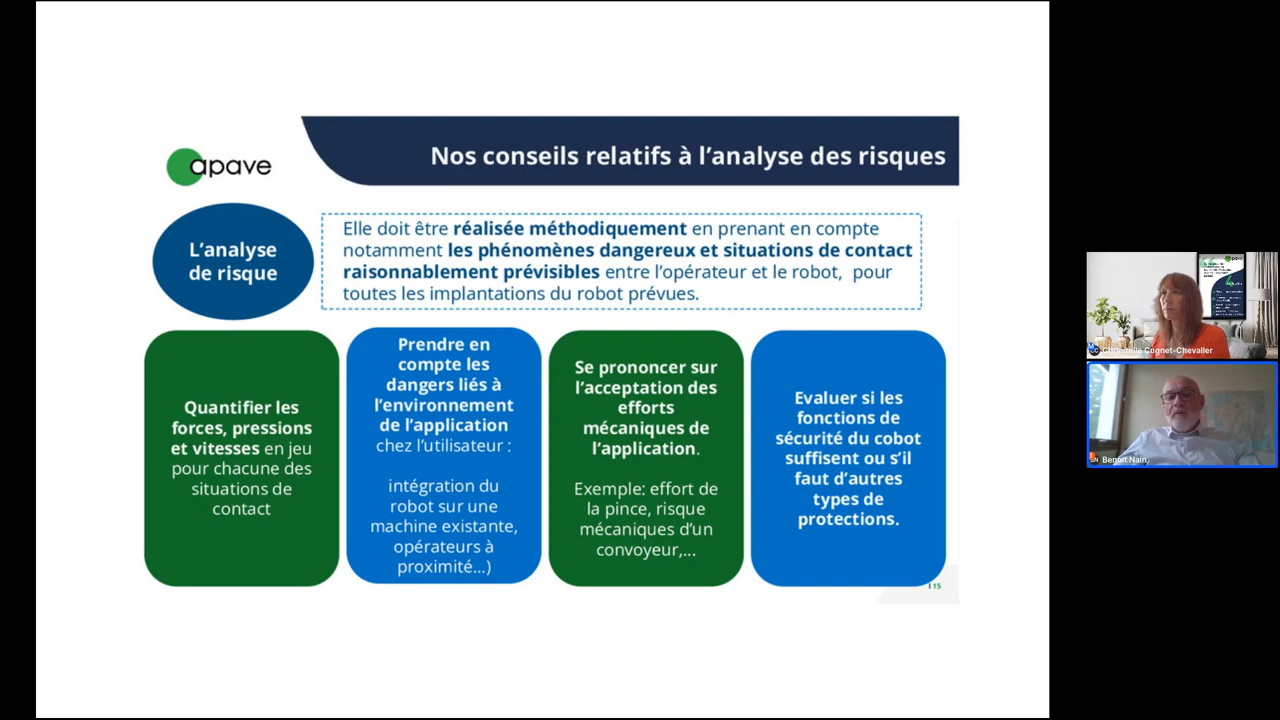 apave
Nos conseils relatifs à l'analyse des risques
L'analyse
de risque
Elle doit être réalisée méthodiquement en prenant en compte
notamment les phénomènes dangereux et situations de contact
raisonnablement prévisibles entre l'opérateur et le robot, pour
toutes les implantations du robot prévues.
Quantifier les
forces, pressions
et vitesses en jeu
pour chacune des
situations de
contact
Prendre en
compte les
dangers liés à
l'environnement
de l'application
chez l'utilisateur :
intégration du
robot sur une
machine existante,
opérateurs à
proximité...)
Se prononcer sur
l'acceptation des
efforts
mécaniques de
l'application.
Exemple: effort de
la pince, risque
mécaniques d'un
convoyeur,...
Evaluer si les
fonctions de
sécurité du cobot
suffisent ou s'il
faut d'autres
types de
protections.
15
Cugnet-Chevalier
Benoit Nain